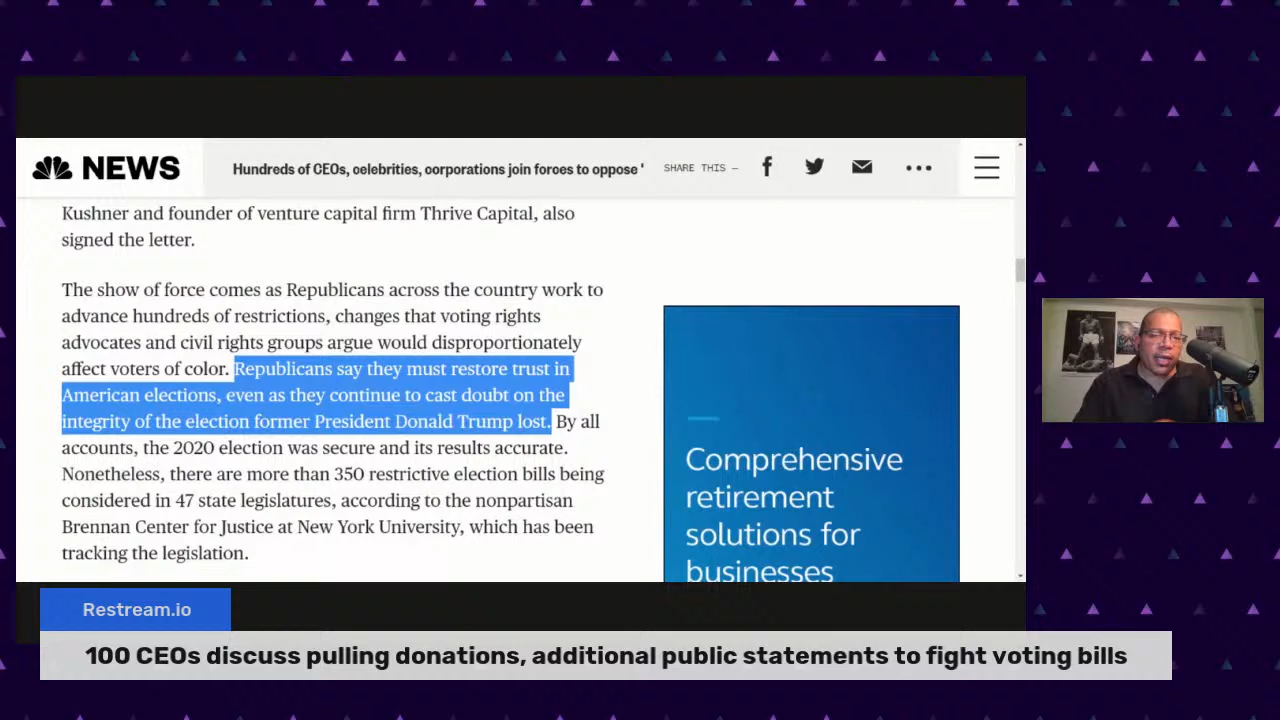 NEWS
Hundreds of CEOs, celebrities, corporations join forces to oppose '
SHARE THIS —
Kushner and founder of venture capital firm Thrive Capital, also
signed the letter.
The show of force comes as Republicans across the country work to
advance hundreds of restrictions, changes that voting rights
advocates and civil rights groups argue would disproportionately
affect voters of color. Republicans say they must restore trust in
American elections, even as they continue to cast doubt on the
integrity of the election former President Donald Trump lost. By all
accounts, the 2020 election was secure and its results accurate.
Nonetheless, there are more than 350 restrictive election bills being
considered in 47 state legislatures, according to the nonpartisan
Brennan Center for Justice at New York University, which has been
tracking the legislation.
Comprehensive
retirement
solutions for
businesses
Restream.io
100 CEOs discuss pulling donations, additional public statements to fight voting bills